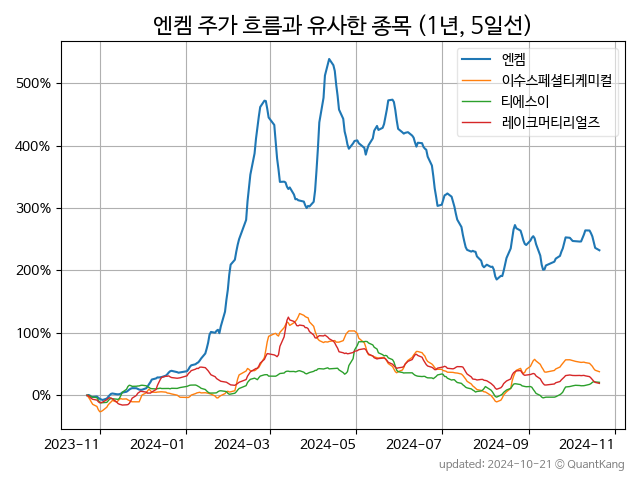 엔켐 주가 흐름과 유사한 종목 (1년, 5일선)
엔켐
이수스페셜티케미컬
티에스이
레이크머티리얼즈
500%
400%
300%
200%
100%
0%
2023-11 2024-01 2024-03 2024-05 2024-07 2024-09 2024-11
updated: 2024-10-21 © QuantKang